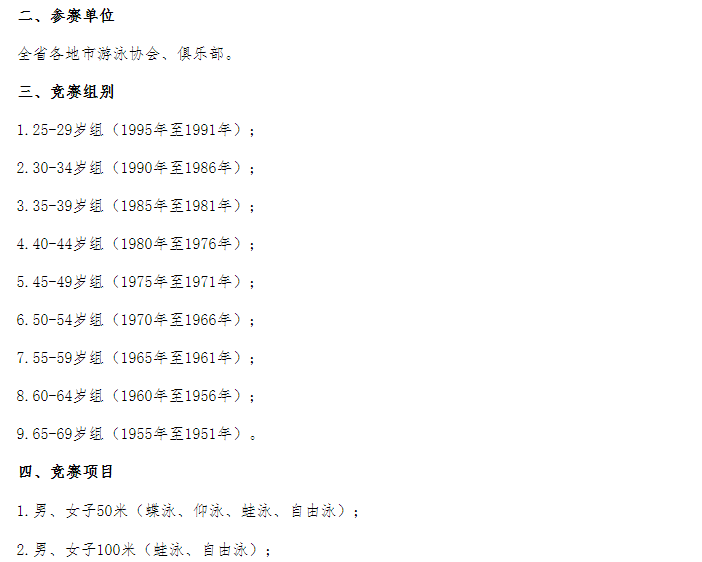 二、参赛单位
全省各地市游泳协会、俱乐部。
三、竞赛组别
1.25-29岁组（1995年至1991年）；
2.30-34岁组（1990年至1986年）；
3.35-39岁组（1985年至1981年）；
4.40-44岁组（1980年至1976年）；
5.45-49岁组（1975年至1971年）；
6.50-54岁组（1970年至1966年）；
7.55-59岁组（1965年至1961年）；
8.60-64岁组（1960年至1956年）；
9.65-69岁组（1955年至1951年）。
四、竞赛项目
1.男、女子50米（蝶泳、仰泳、蛙泳、自由泳）；
2.男、女子100米（蛙泳、自由泳）；